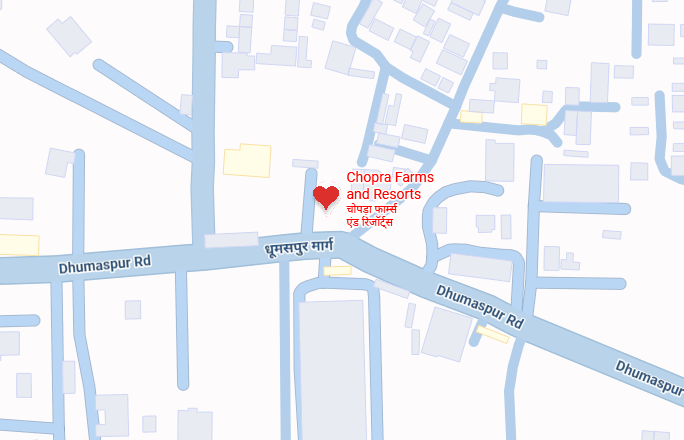 Chopra Farms
and Resorts
चोपड़ा फार्म्स
एंड रिजॉर्ट्स
धूमसपुर मार्ग
Dhumaspur Rd
Dhumaspur Rd
Dhumaspur